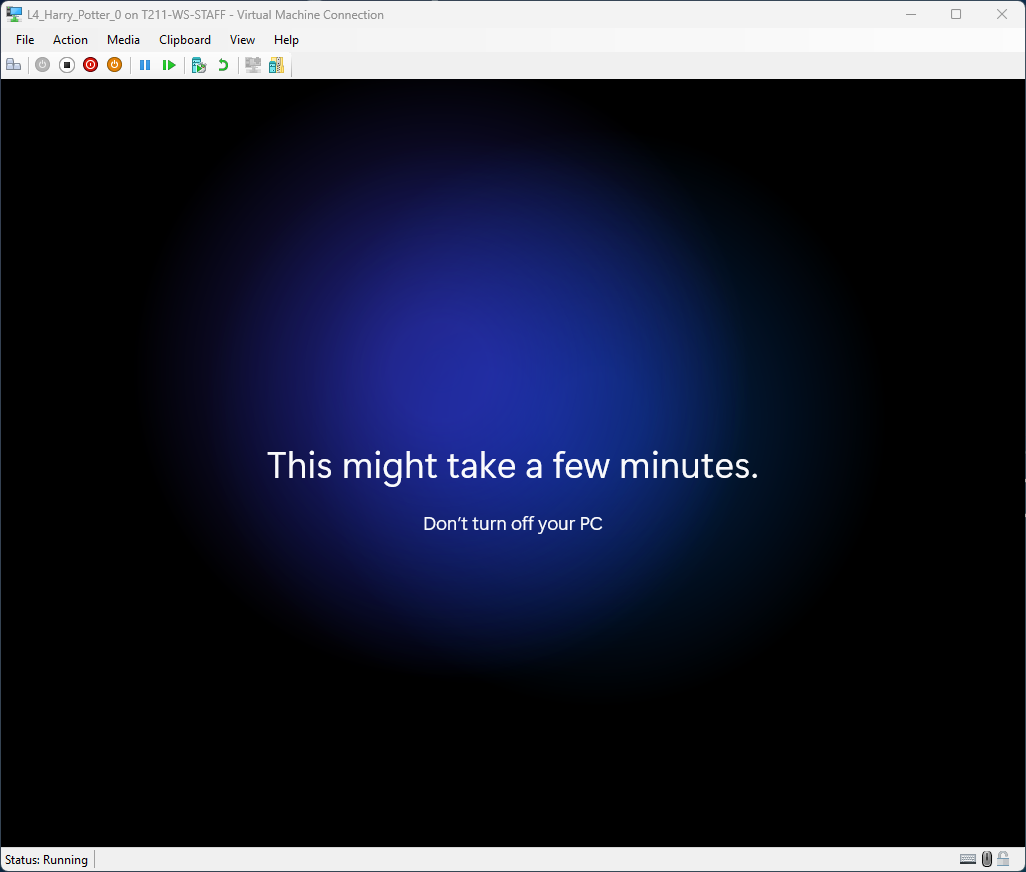 L4_Harry_Potter_0 on T211-WS-STAFF - Virtual Machine Connection
File Action Media Clipboard View Help
This might take a few minutes.
Don’t turn off your PC
Status: Running